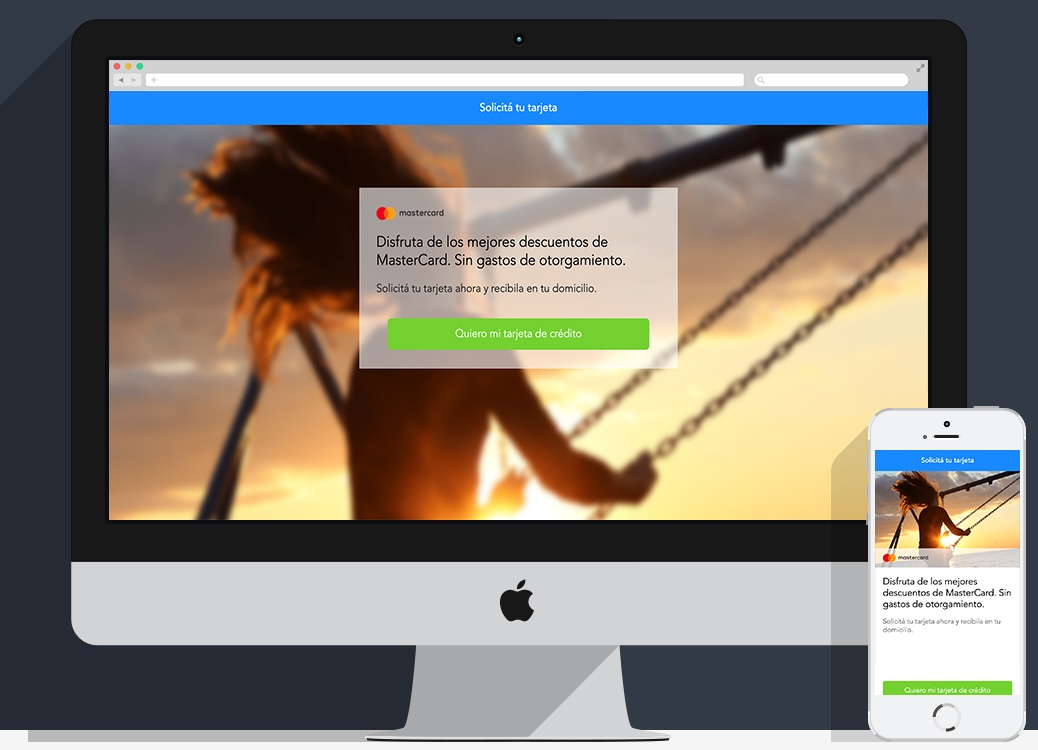 Solicitá tu tarjeta
mastercard
Disfruta de los mejores descuentos de
MasterCard. Sin gastos de otorgamiento.
Solicitá tu tarjeta ahora y recibila en tu domicilio.
Quiero mi tarjeta de crédito
Solicitá tu tarjeta
mastercard
Disfruta de los mejores
descuentos de MasterCard. Sin
gastos de otorgamiento.
Solicitá tu tarjeta ahora y recibila en tu
domicilio.
Quiero mi tarjeta de crédito